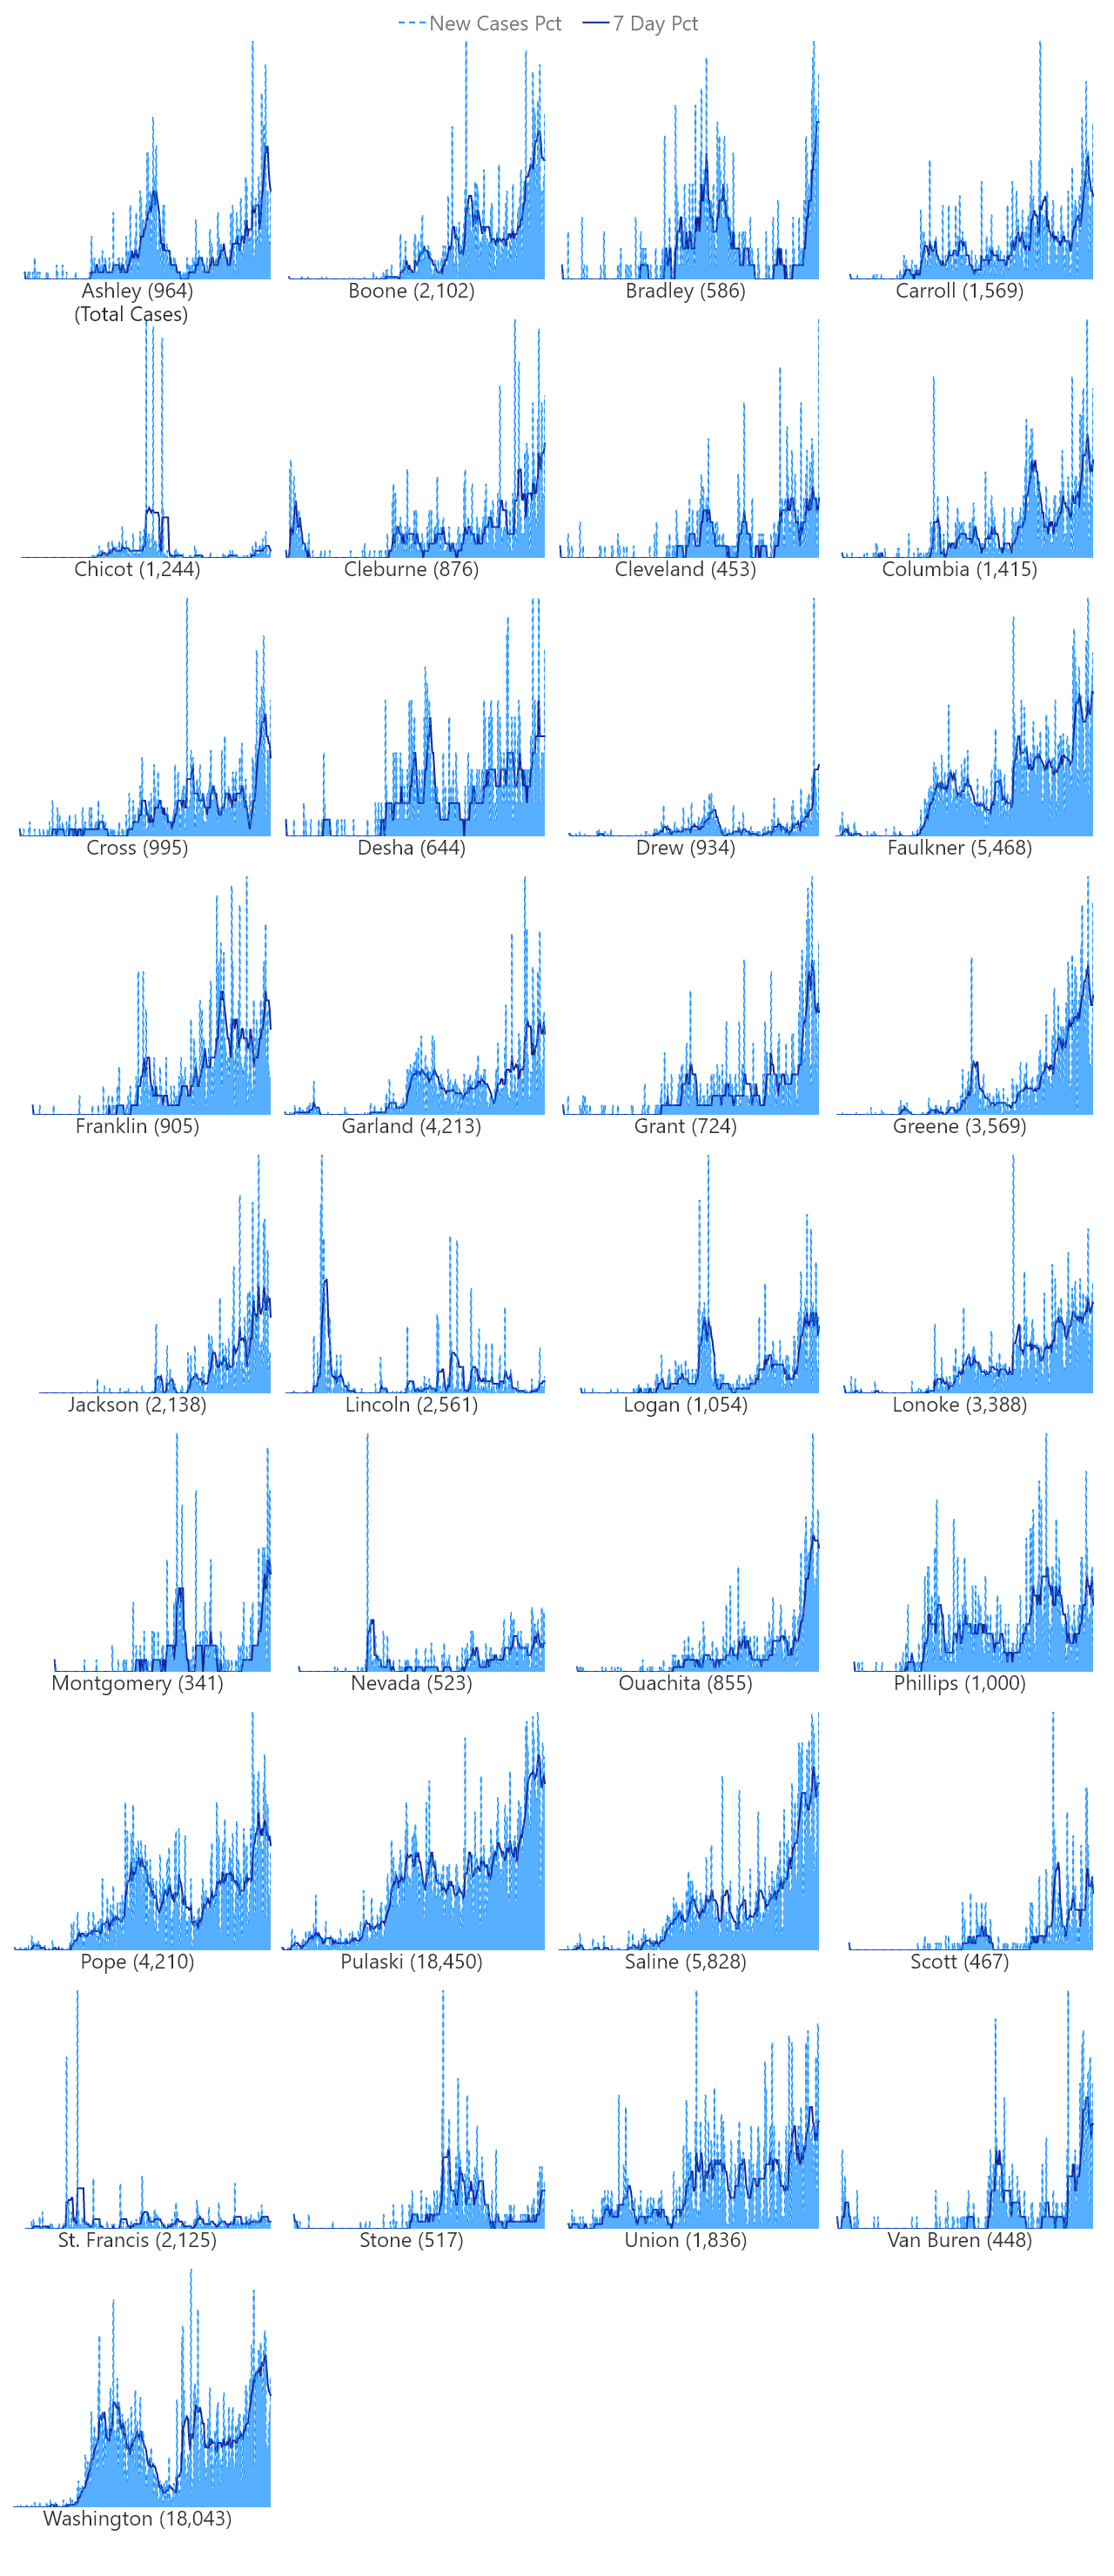 New Cases Pct 7 Day Pct
Ashley (964) Boone (2,102) Bradley (586) Carroll (1,569)
(Total Cases)
Chicot (1,244) Cleburne (876) Cleveland (453) Columbia (1,415)
Cross (995) Desha (644) Drew (934) Faulkner (5,468)
Franklin (905) Garland (4,213) Grant (724) Greene (3,569)
Jackson (2,138) Lincoln (2,561) Logan (1,054) Lonoke (3,388)
Montgomery (341) Nevada (523) Ouachita (855) Phillips (1,000)
Pope (4,210) Pulaski (18,450) Saline (5,828) Scott (467)
St. Francis (2,125) Stone (517) Union (1,836) Van Buren (448)
Washington (18,043)